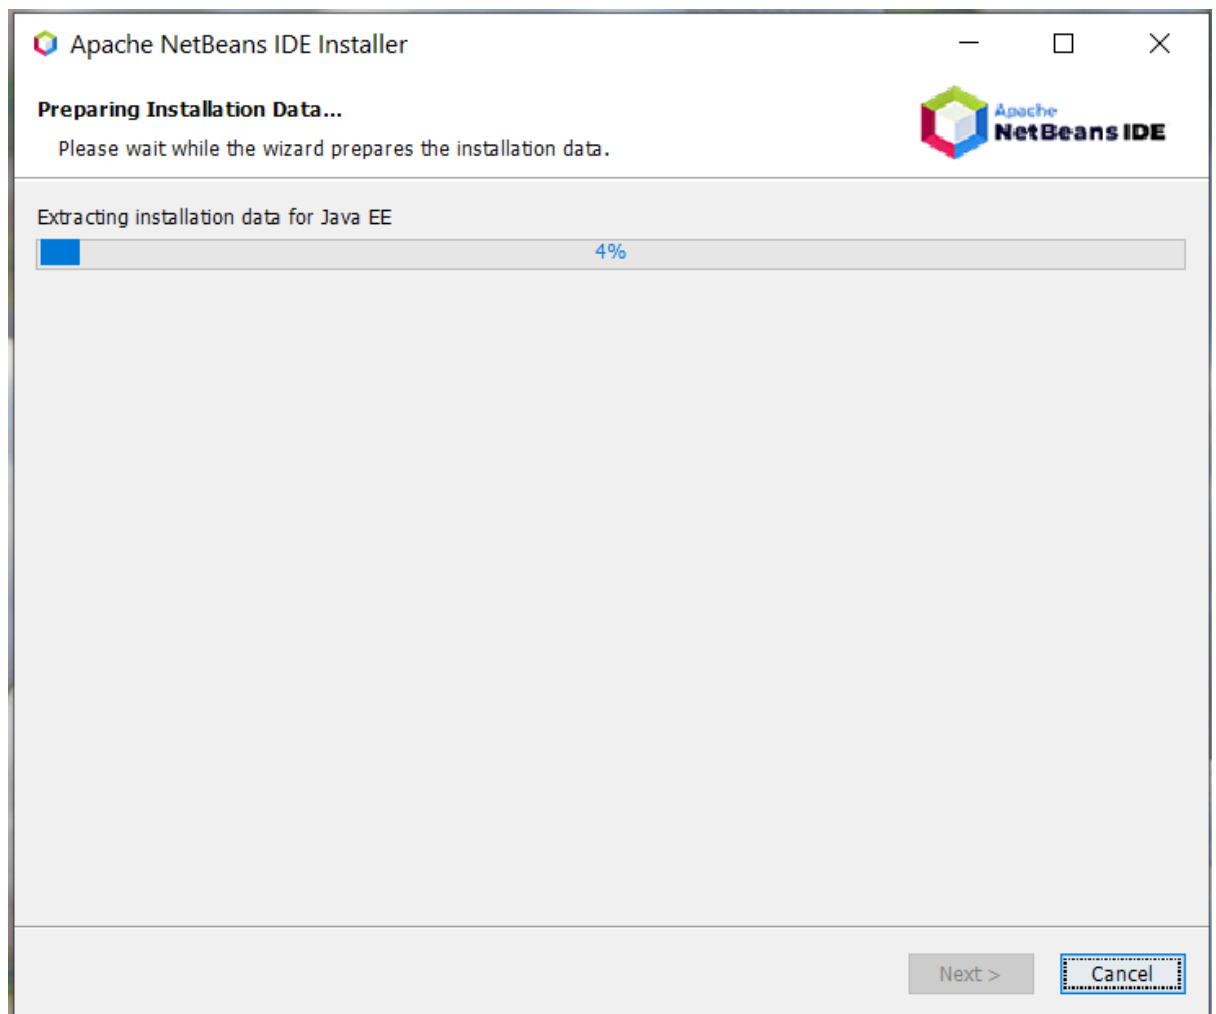 Apache NetBeans IDE Installer
Preparing Installation Data...
Please wait while the wizard prepares the installation data.
Apache
NetBeans IDE
Extracting installation data for Java EE
4%
Next >
Cancel